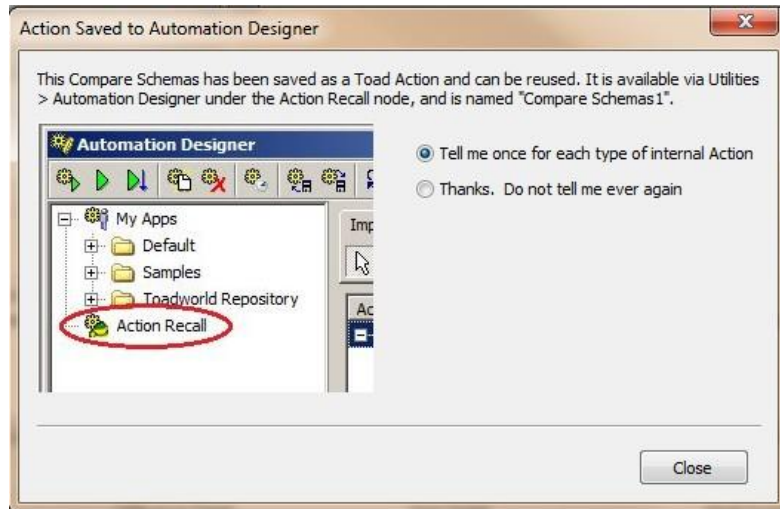 Action Saved to Automation Designer
This Compare Schemas has been saved as a Toad Action and can be reused. It is available via Utilities
> Automation Designer under the Action Recall node, and is named "Compare Schemas1".
Automation Designer
My Apps
Default
Samples
Toadworld Repository
Action Recall
Imp
Ac
Tell me once for each type of internal Action
Thanks. Do not tell me ever again
Close